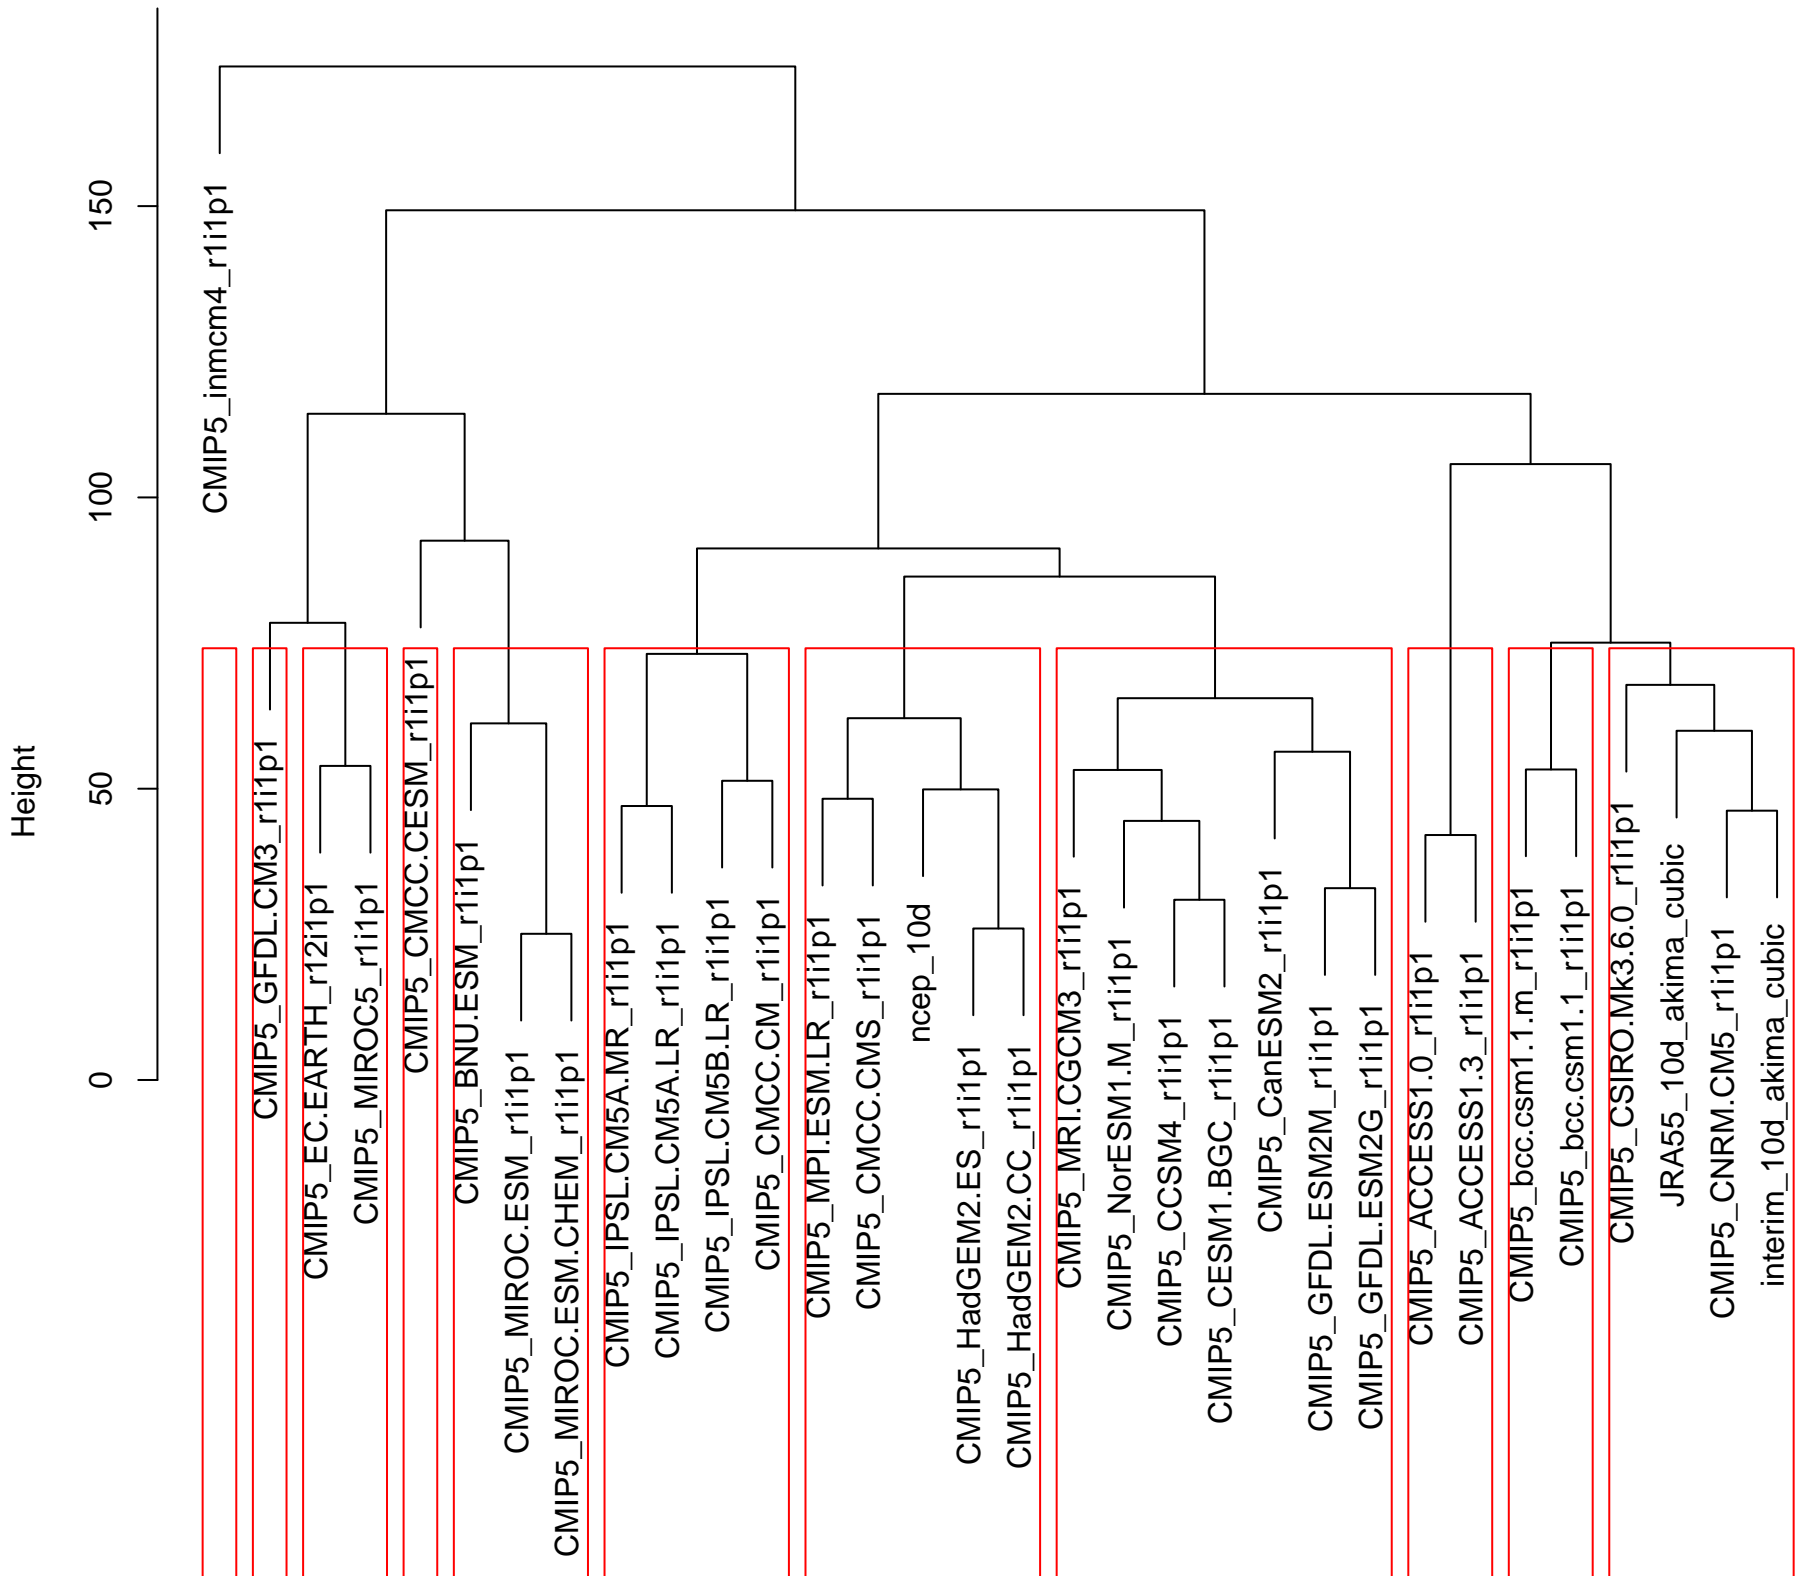 Height
150
100
50
0
CMIP5_inmcm4_r1i1p1
CMIP5_GFDL.CM3_r1i1p1
CMIP5_EC.EARTH_r12i1p1
CMIP5_MIROC5_r1i1p1
CMIP5_CMCC.CESM_r1i1p1
CMIP5_BNU.ESM_r1i1p1
CMIP5_MIROC.ESM_r1i1p1
CMIP5_MIROC.ESM.CHEM_r1i1p1
CMIP5_IPSL.CM5A.MR_r1i1p1
CMIP5_IPSL.CM5A.LR_r1i1p1
CMIP5_IPSL.CM5B.LR_r1i1p1
CMIP5_CMCC.CM_r1i1p1
CMIP5_MPI.ESM.LR_r1i1p1
CMIP5_CMCC.CMS_r1i1p1
ncep_10d
CMIP5_HadGEM2.ES_r1i1p1
CMIP5_HadGEM2.CC_r1i1p1
CMIP5_MRI.CGCM3_r1i1p1
CMIP5_NorESM1.M_r1i1p1
CMIP5_CCSM4_r1i1p1
CMIP5_CESM1.BGC_r1i1p1
CMIP5_CanESM2_r1i1p1
CMIP5_GFDL.ESM2M_r1i1p1
CMIP5_GFDL.ESM2G_r1i1p1
CMIP5_ACCESS1.0_r1i1p1
CMIP5_ACCESS1.3_r1i1p1
CMIP5_bcc.csm1.1.m_r1i1p1
CMIP5_bcc.csm1.1_r1i1p1
CMIP5_CSIRO.Mk3.6.0_r1i1p1
JRA55_10d_akima_cubic
CMIP5_CNRM.CM5_r1i1p1
interim_10d_akima_cubic